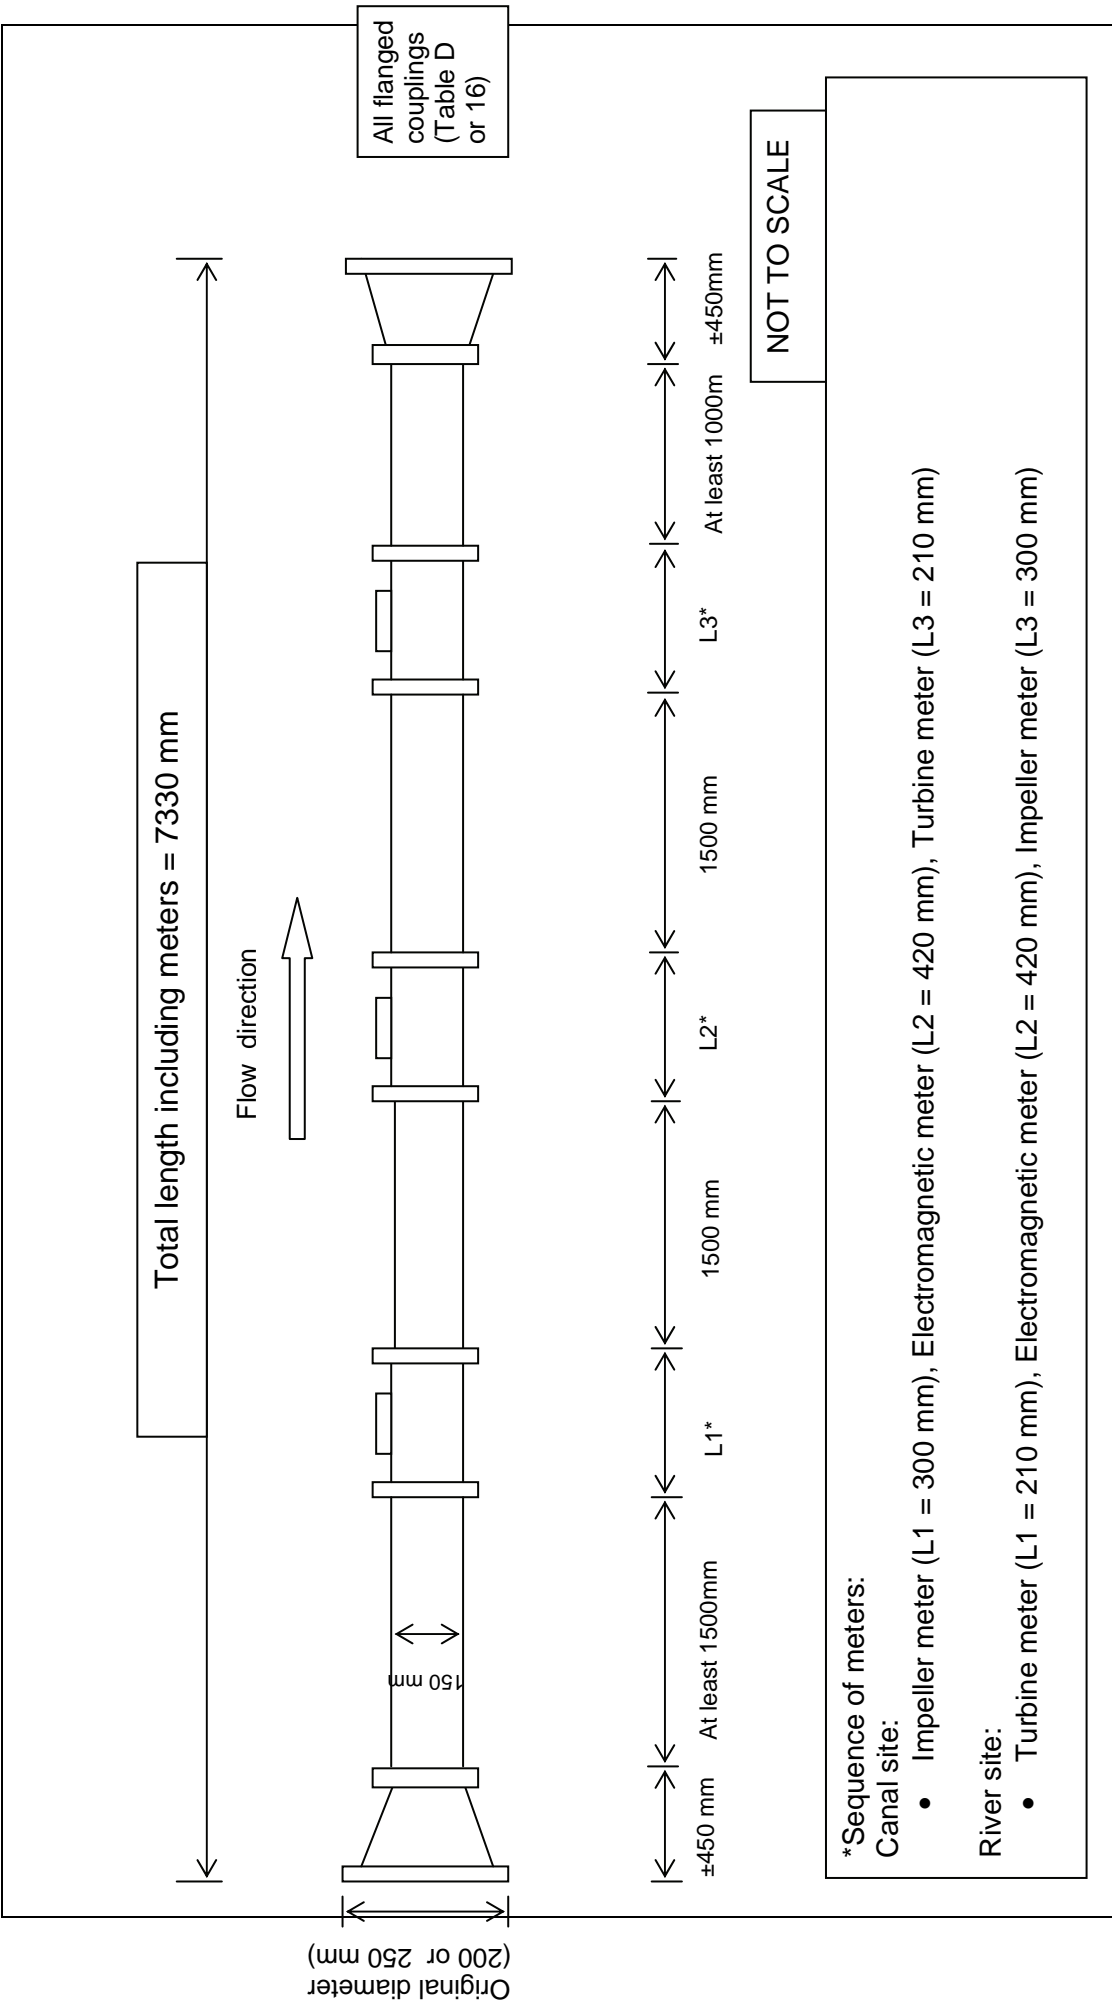 Total length including meters = 7330 mm
All flanged
couplings
(Table D
or 16)
Flow direction
Original diameter
(200 or 250 mm)
150 mm
±450 mm
At least 1500mm
L1*
1500 mm
L2*
1500 mm
L3*
At least 1000m
±450mm
NOT TO SCALE
*Sequence of meters:
Canal site:
• Impeller meter (L1 = 300 mm), Electromagnetic meter (L2 = 420 mm), Turbine meter (L3 = 210 mm)
River site:
• Turbine meter (L1 = 210 mm), Electromagnetic meter (L2 = 420 mm), Impeller meter (L3 = 300 mm)